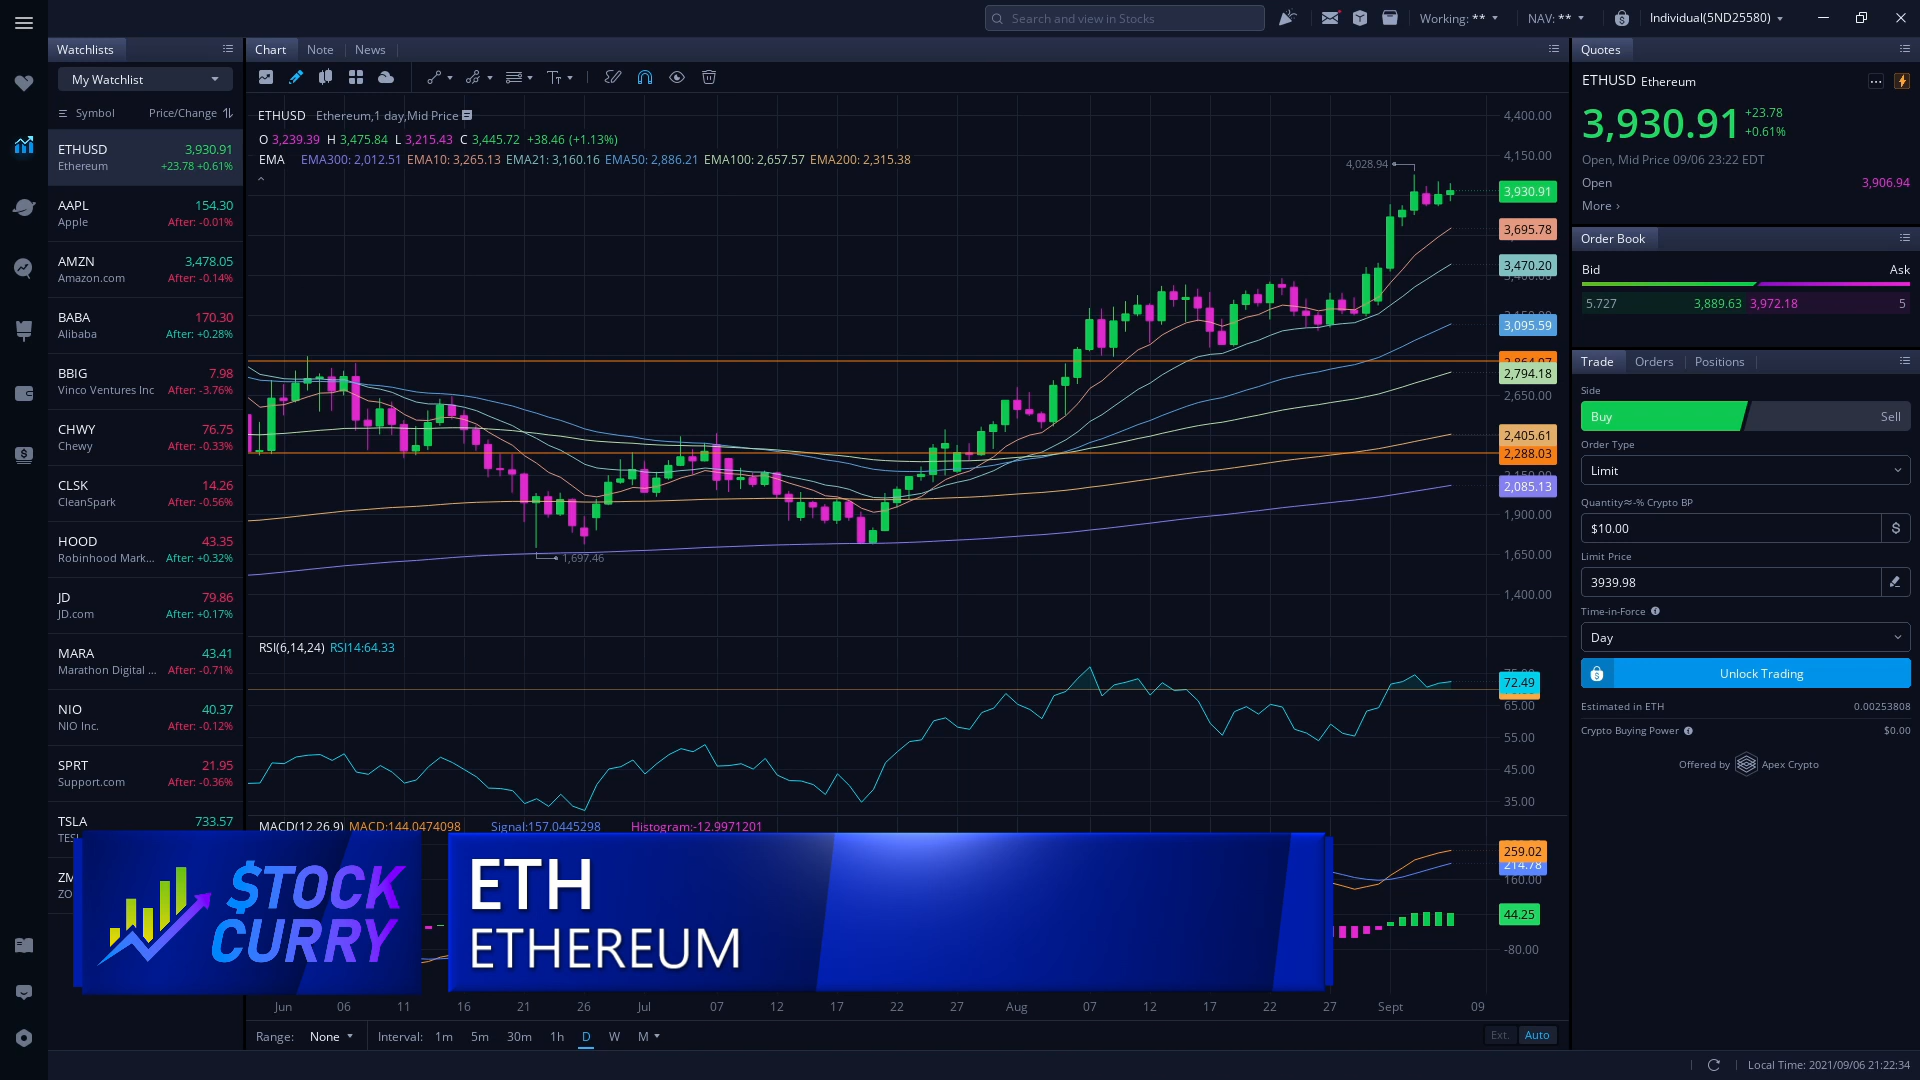 Search and view in Stocks
Working: **
NAV: **
Individual(5ND25580)
Watchlists
My Watchlist
Symbol Price/Change
ETHUSD 3,930.91
Ethereum +23.78 +0.61%
AAPL 154.30
Apple After: -0.01%
AMZN 3,478.05
Amazon.com After: -0.14%
BABA 170.30
Alibaba After: +0.28%
BBIG 7.98
Vinco Ventures Inc After: -3.76%
CHWY 76.75
Chewy After: -0.33%
CLSK 14.26
CleanSpark After: -0.56%
HOOD 43.35
Robinhood Mark... After: +0.32%
JD 79.86
JD.com After: +0.17%
MARA 43.41
Marathon Digital ... After: -0.71%
NIO 40.37
NIO Inc. After: -0.12%
SPRT 21.95
Support.com After: -0.36%
TSLA 733.57
Chart Note News
ETHUSD Ethereum,1 day,Mid Price
O 3,239.39 H 3,475.84 L 3,215.43 C 3,445.72 +38.46 (+1.13%)
EMA EMA300: 2,012.51 EMA10: 3,265.13 EMA21: 3,160.16 EMA50: 2,886.21 EMA100: 2,657.57 EMA200: 2,315.38
4,028.94
1,697.46
4,400.00
4,150.00
3,930.91
3,695.78
3,470.20
3,095.59
2,794.18
2,650.00
2,405.61
2,288.03
2,085.13
1,900.00
1,650.00
1,400.00
RSI(6,14,24) RSI14:64.33
72.49
65.00
55.00
45.00
35.00
MACD(12,26,9) MACD:144.0474098 Signal:157.0445298 Histogram:-12.9971201
259.02
214.78
160.00
44.25
-80.00
$TOCK
CURRY
ETH
ETHEREUM
Jun 06 11 16 21 26 Jul 07 12 17 22 27 Aug 07 12 17 22 27 Sept 09
Range: None Interval: 1m 5m 30m 1h D W M
Ext. Auto
Quotes
ETHUSD Ethereum
3,930.91 +23.78
+0.61%
Open, Mid Price 09/06 23:22 EDT
Open 3,906.94
More ›
Order Book
Bid Ask
5.727 3,889.63 3,972.18 5
Trade Orders Positions
Side
Buy Sell
Order Type
Limit
Quantity≈-% Crypto BP
$10.00 $
Limit Price
3939.98
Time-in-Force
Day
Unlock Trading
Estimated in ETH 0.00253808
Crypto Buying Power $0.00
Offered by Apex Crypto
Local Time: 2021/09/06 21:22:34